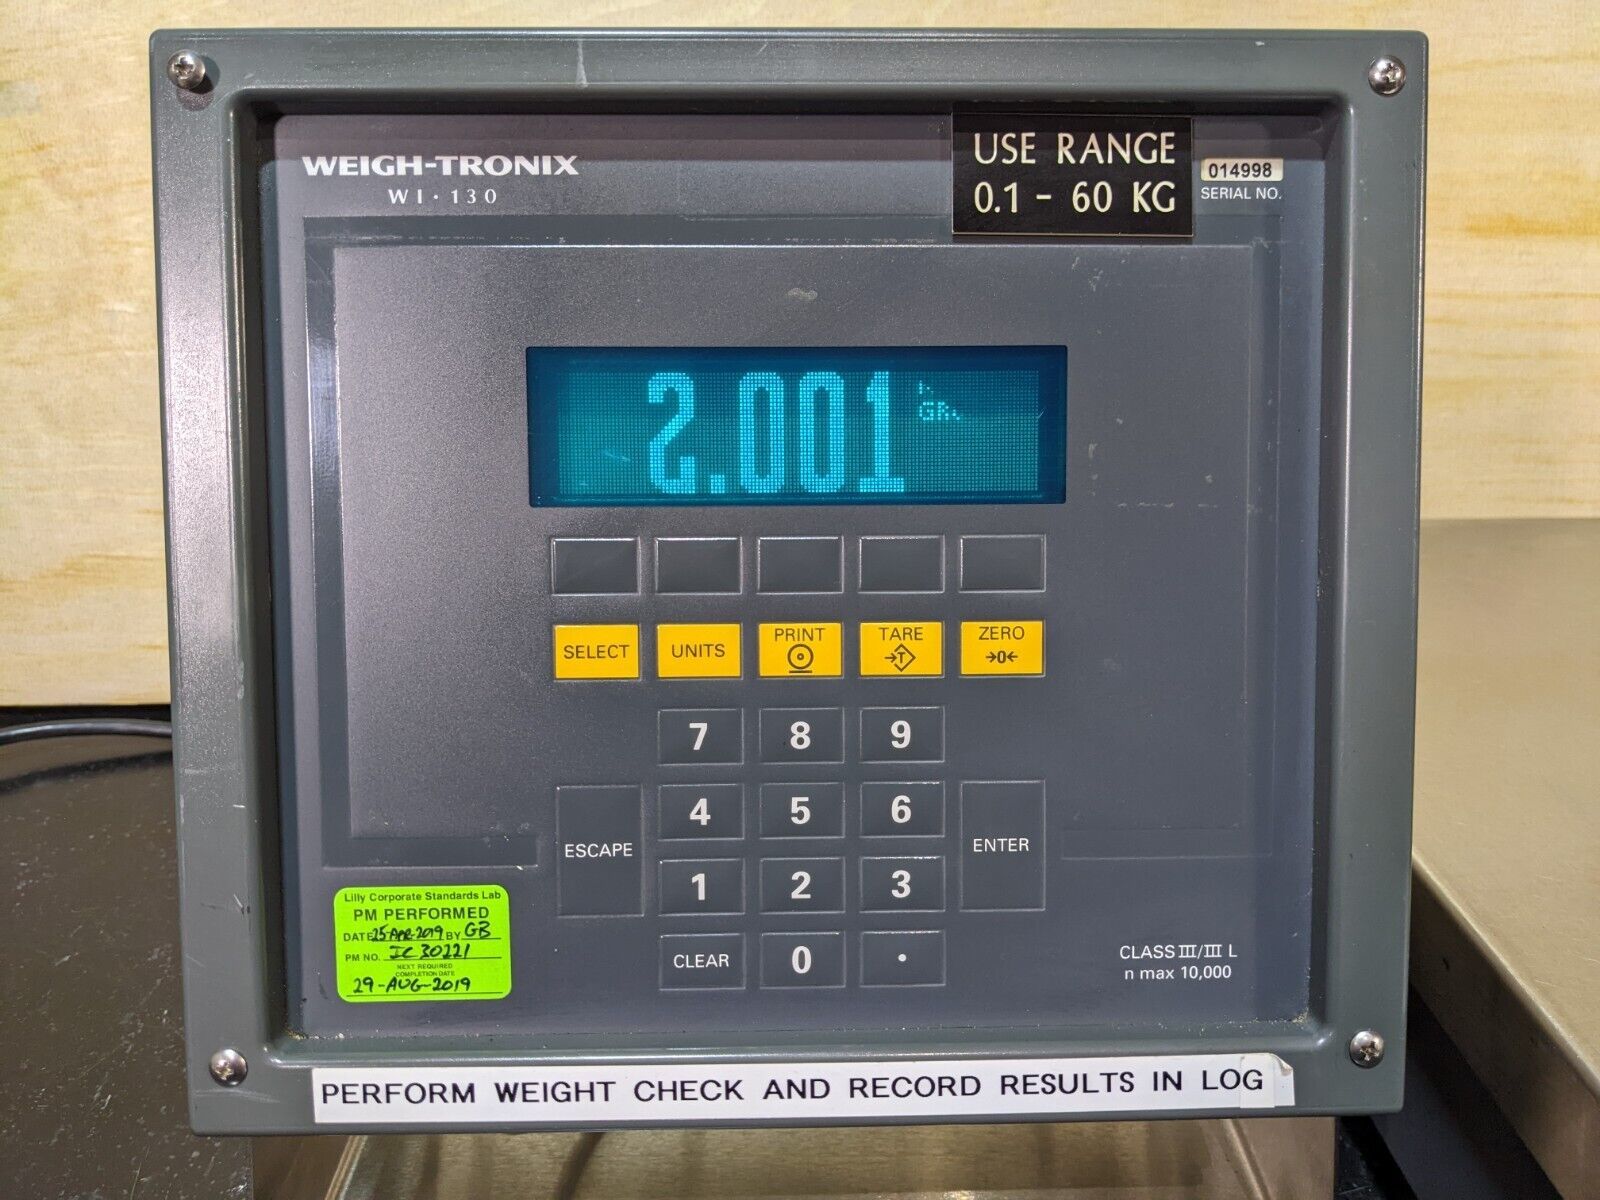 WEIGH-TRONIX
WI·130
USE RANGE
0.1 - 60 KG
014998
SERIAL NO.
2.001
GR.
SELECT
UNITS
PRINT
TARE
T
ZERO
→0←
7 8 9
4 5 6
ESCAPE
ENTER
1 2 3
CLEAR 0 .
Lilly Corporate Standards Lab
PM PERFORMED
DATE 25 APR 2019 BY GB
PM NO. IC 30221
NEXT REQUIRED
COMPLETION DATE
29-AUG-2019
CLASS III/III L
n max 10,000
PERFORM WEIGHT CHECK AND RECORD RESULTS IN LOG